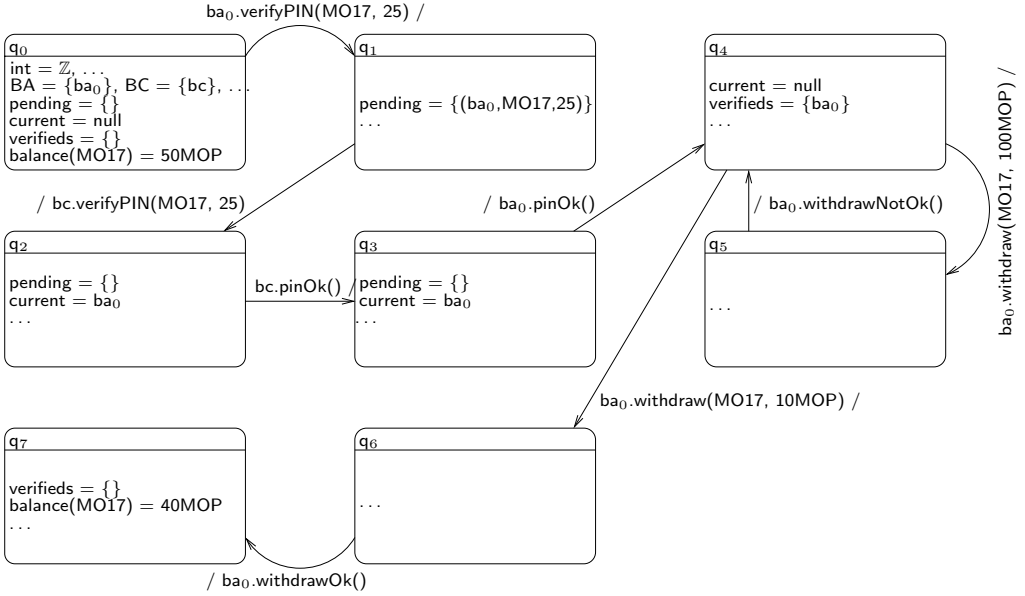 ba₀.verifyPIN(MO17, 25) /
q₀
int = ℤ, ...
BA = {ba₀}, BC = {bc}, ...
pending = {}
current = null
verifieds = {}
balance(MO17) = 50MOP
q₁
pending = {(ba₀,MO17,25)}
...
q₄
current = null
verifieds = {ba₀}
...
ba₀.withdraw(MO17, 100MOP) /
/ bc.verifyPIN(MO17, 25)
/ ba₀.pinOk()
/ ba₀.withdrawNotOk()
q₂
pending = {}
current = ba₀
...
bc.pinOk() /
q₃
pending = {}
current = ba₀
...
q₅
...
ba₀.withdraw(MO17, 10MOP) /
q₇
verifieds = {}
balance(MO17) = 40MOP
...
q₆
...
/ ba₀.withdrawOk()